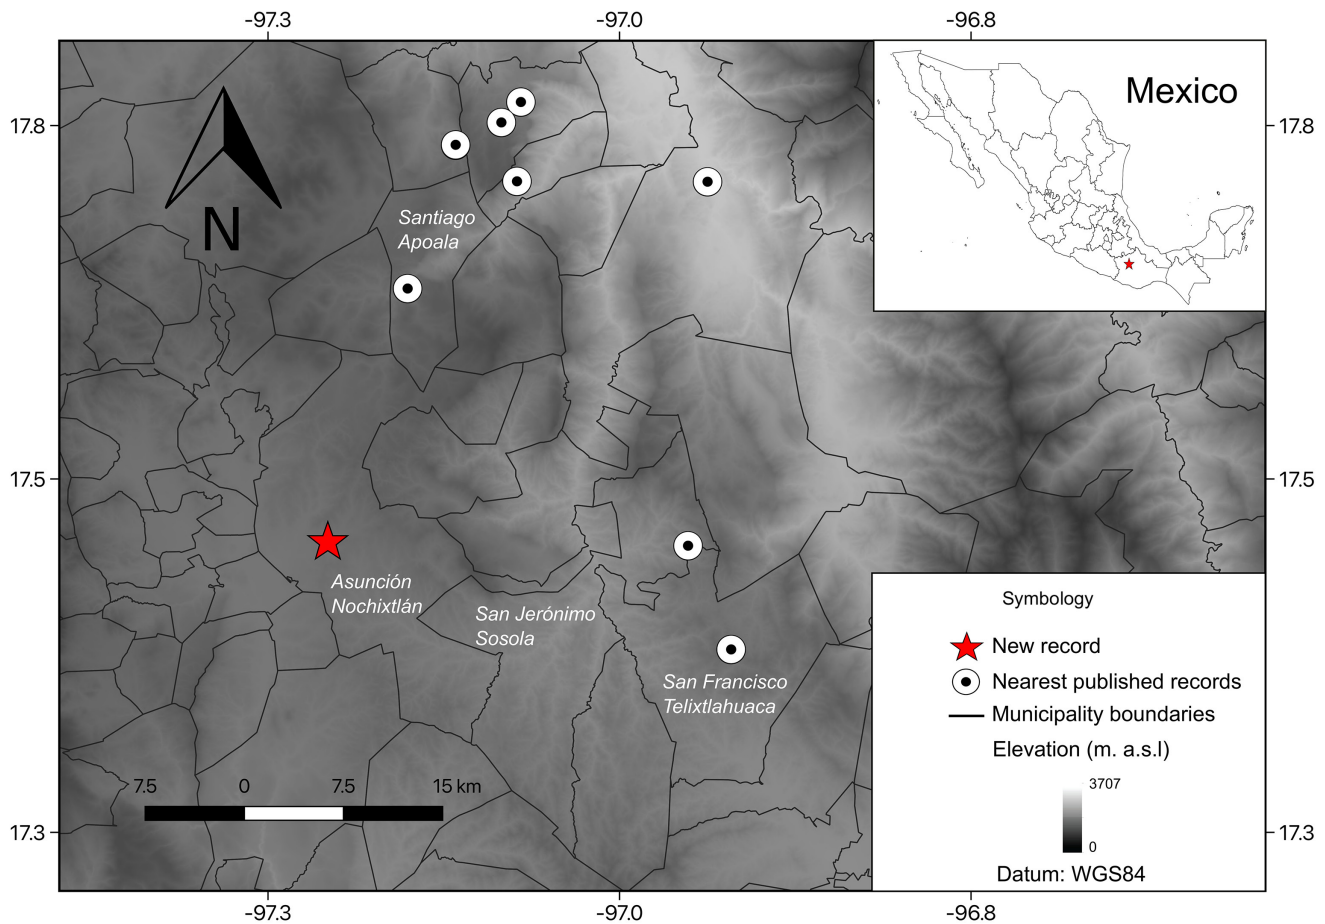 -97.3
-97.0
-96.8
17.8
17.8
Mexico
N
Santiago
Apoala
17.5
17.5
Asunción
Nochixtlán
San Jerónimo
Sosola
San Francisco
Telixtlahuaca
Symbology
New record
Nearest published records
Municipality boundaries
Elevation (m. a.s.l)
3707
0
Datum: WGS84
7.5
0
7.5
15 km
17.3
17.3
-97.3
-97.0
-96.8